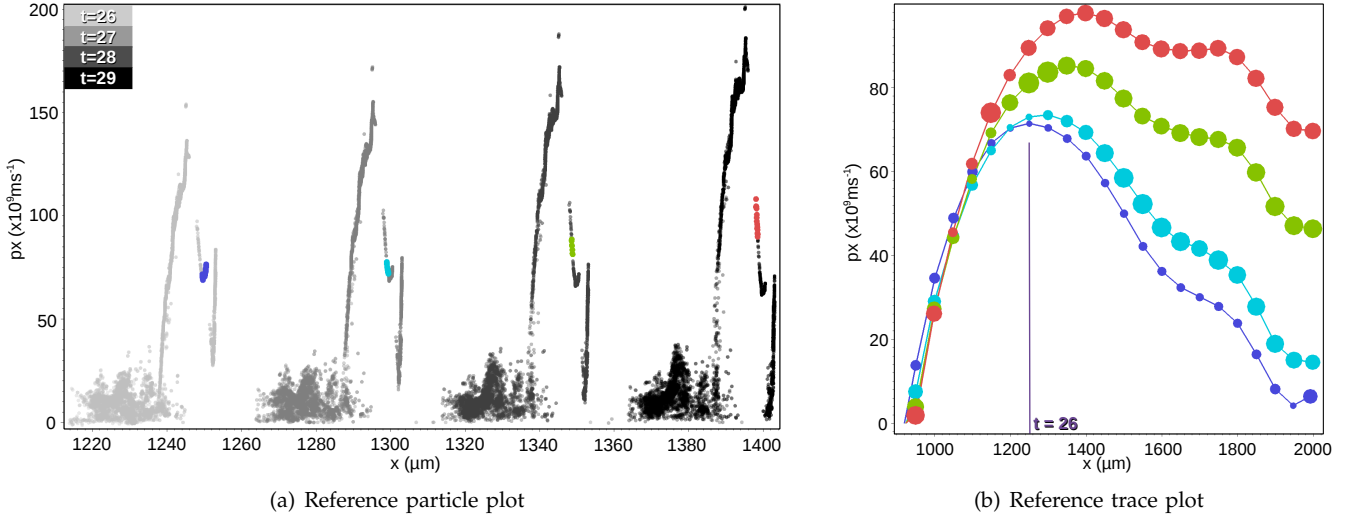 px (x10⁹ms⁻¹)
200
150
100
50
0
t=26
t=27
t=28
t=29
1220
1240
1260
1280
1300
1320
1340
1360
1380
1400
x (µm)
(a) Reference particle plot
px (x10⁹ms⁻¹)
80
60
40
20
0
t = 26
1000
1200
1400
1600
1800
2000
x (µm)
(b) Reference trace plot